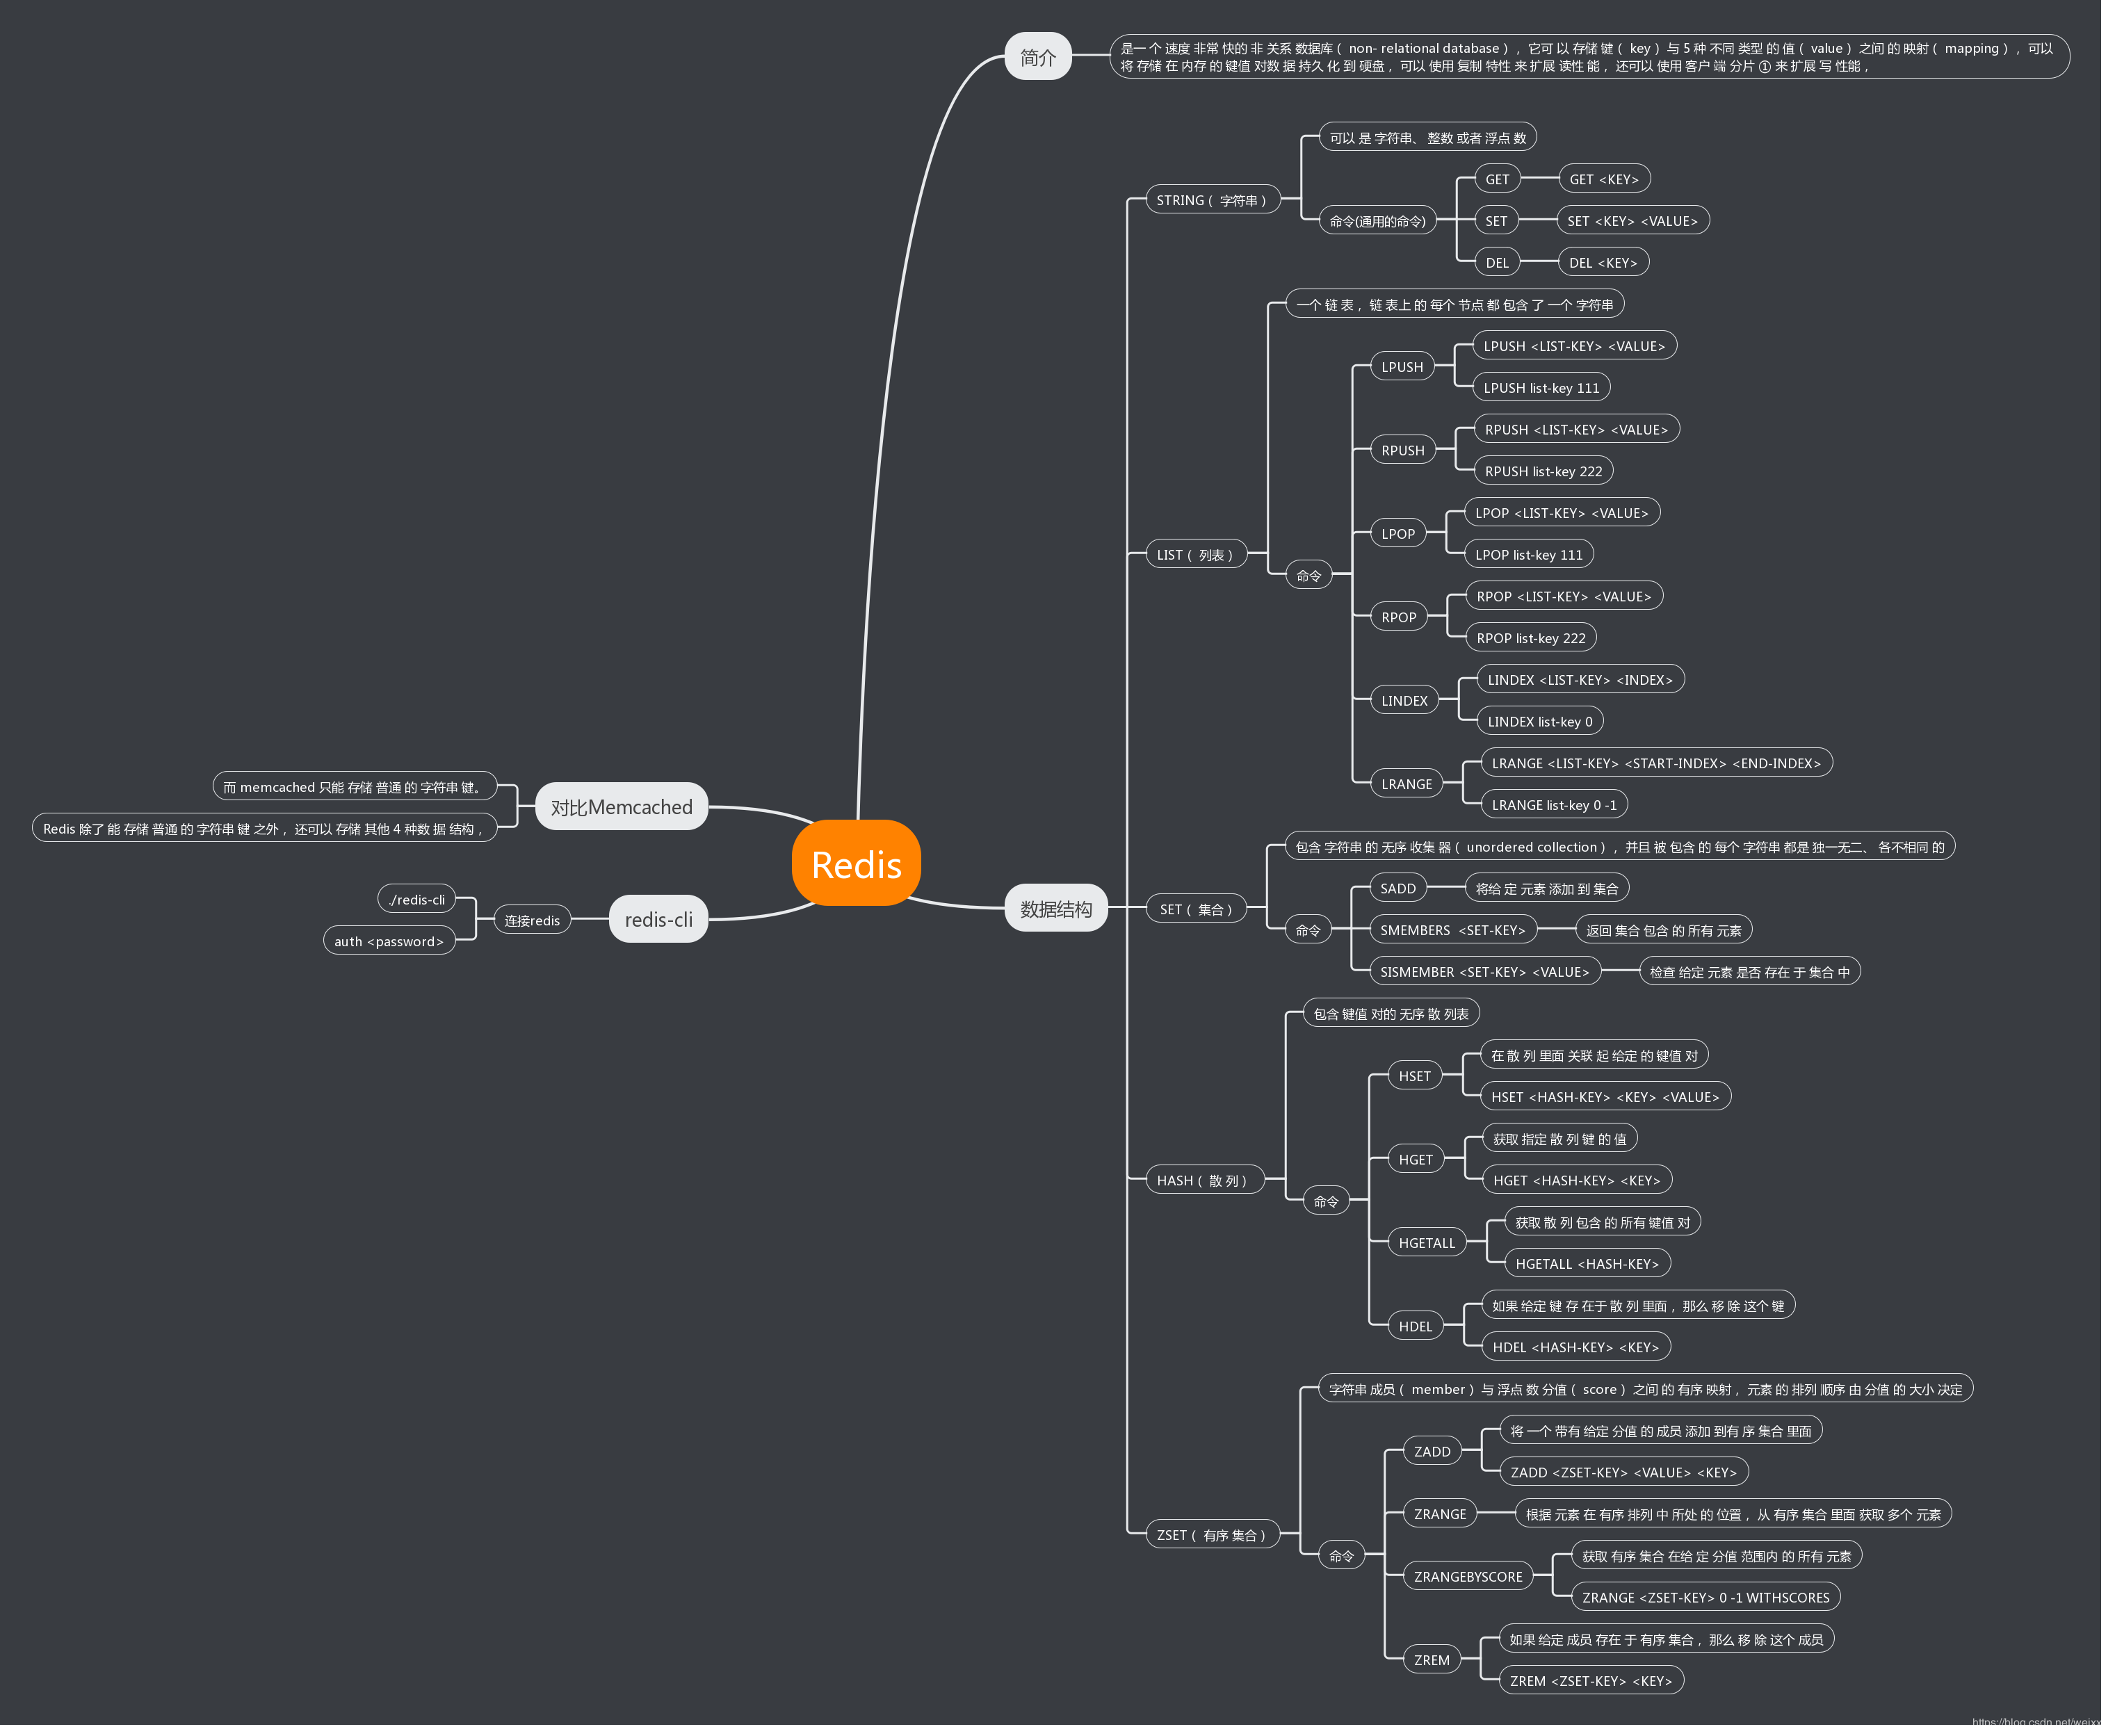 简介
是一 个 速度 非常 快的 非 关系 数据库（ non- relational database），它可 以 存储 键（ key）与 5 种 不同 类型 的 值（ value）之间 的 映射（ mapping），可以
将 存储 在 内存 的 键值 对数 据 持久 化 到 硬盘，可以 使用 复制 特性 来 扩展 读性 能，还可以 使用 客户 端 分片 ① 来 扩展 写 性能，
可以 是 字符串、 整数 或者 浮点 数
STRING（ 字符串）
命令(通用的命令)
GET
GET <KEY>
SET
SET <KEY> <VALUE>
DEL
DEL <KEY>
一个 链 表，链 表上 的 每个 节点 都 包含 了 一个 字符串
LIST（ 列表）
命令
LPUSH
LPUSH <LIST-KEY> <VALUE>
LPUSH list-key 111
RPUSH
RPUSH <LIST-KEY> <VALUE>
RPUSH list-key 222
LPOP
LPOP <LIST-KEY> <VALUE>
LPOP list-key 111
RPOP
RPOP <LIST-KEY> <VALUE>
RPOP list-key 222
LINDEX
LINDEX <LIST-KEY> <INDEX>
LINDEX list-key 0
LRANGE
LRANGE <LIST-KEY> <START-INDEX> <END-INDEX>
LRANGE list-key 0 -1
而 memcached 只能 存储 普通 的 字符串 键。
Redis 除了 能 存储 普通 的 字符串 键 之外，还可以 存储 其他 4 种数 据 结构，
对比Memcached
Redis
./redis-cli
auth <password>
连接redis
redis-cli
数据结构
包含 字符串 的 无序 收集 器（ unordered collection），并且 被 包含 的 每个 字符串 都是 独一无二、 各不相同 的
SET（ 集合）
命令
SADD
将给 定 元素 添加 到 集合
SMEMBERS <SET-KEY>
返回 集合 包含 的 所有 元素
SISMEMBER <SET-KEY> <VALUE>
检查 给定 元素 是否 存在 于 集合 中
包含 键值 对的 无序 散 列表
HASH（ 散 列）
命令
HSET
在 散 列 里面 关联 起 给定 的 键值 对
HSET <HASH-KEY> <KEY> <VALUE>
HGET
获取 指定 散 列 键 的 值
HGET <HASH-KEY> <KEY>
HGETALL
获取 散 列 包含 的 所有 键值 对
HGETALL <HASH-KEY>
HDEL
如果 给定 键 存 在于 散 列 里面，那么 移 除 这个 键
HDEL <HASH-KEY> <KEY>
字符串 成员（ member）与 浮点 数 分值（ score）之间 的 有序 映射，元素 的 排列 顺序 由 分值 的 大小 决定
ZSET（ 有序 集合）
命令
ZADD
将 一个 带有 给定 分值 的 成员 添加 到有 序 集合 里面
ZADD <ZSET-KEY> <VALUE> <KEY>
ZRANGE
根据 元素 在 有序 排列 中 所处 的 位置，从 有序 集合 里面 获取 多个 元素
ZRANGEBYSCORE
获取 有序 集合 在给 定 分值 范围内 的 所有 元素
ZRANGE <ZSET-KEY> 0 -1 WITHSCORES
ZREM
如果 给定 成员 存在 于 有序 集合，那么 移 除 这个 成员
ZREM <ZSET-KEY> <KEY>
https://blog.csdn.net/weixx